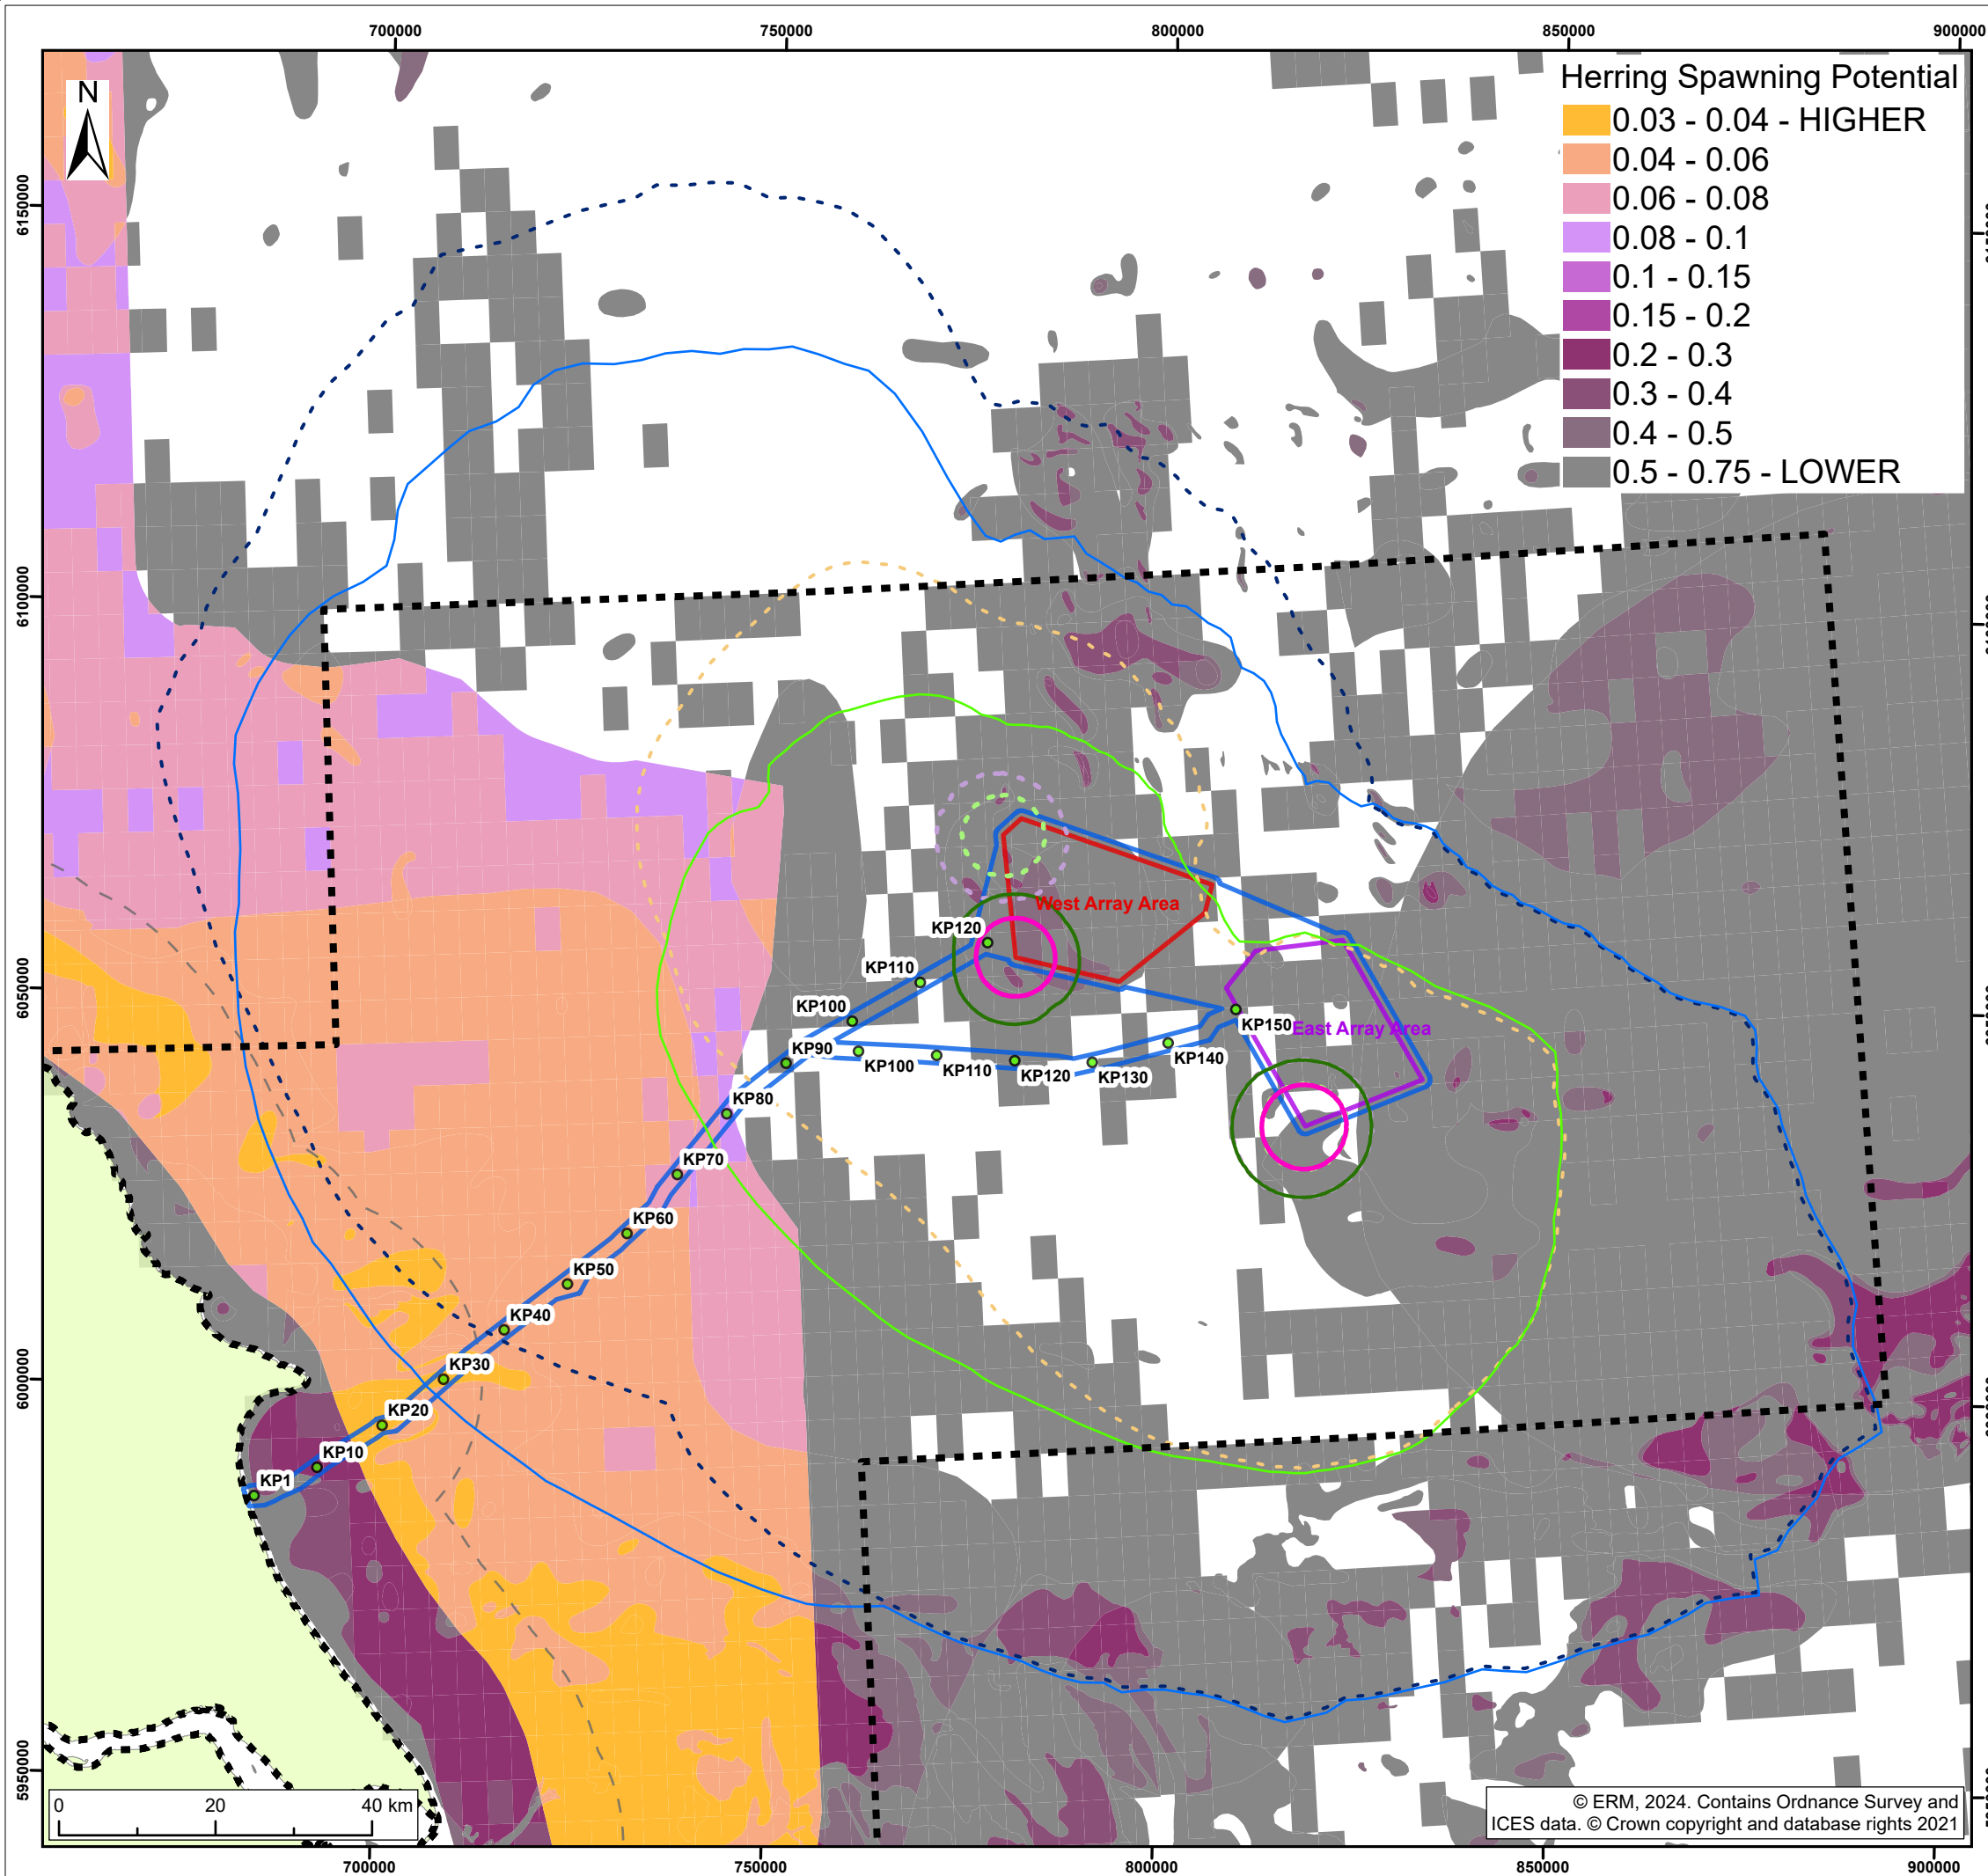 700000 750000 800000 850000 900000
N
Herring Spawning Potential
0.03 - 0.04 - HIGHER
0.04 - 0.06
0.06 - 0.08
0.08 - 0.1
0.1 - 0.15
0.15 - 0.2
0.2 - 0.3
0.3 - 0.4
0.4 - 0.5
0.5 - 0.75 - LOWER
6150000
6100000
6050000
6000000
5950000
West Array Area
East Array Area
KP120
KP110
KP100
KP90
KP100
KP110
KP120
KP130
KP140
KP150
KP80
KP70
KP60
KP50
KP40
KP30
KP20
KP10
KP1
0 20 40 km
© ERM, 2024. Contains Ordnance Survey and
ICES data. © Crown copyright and database rights 2021
700000 750000 800000 850000 900000